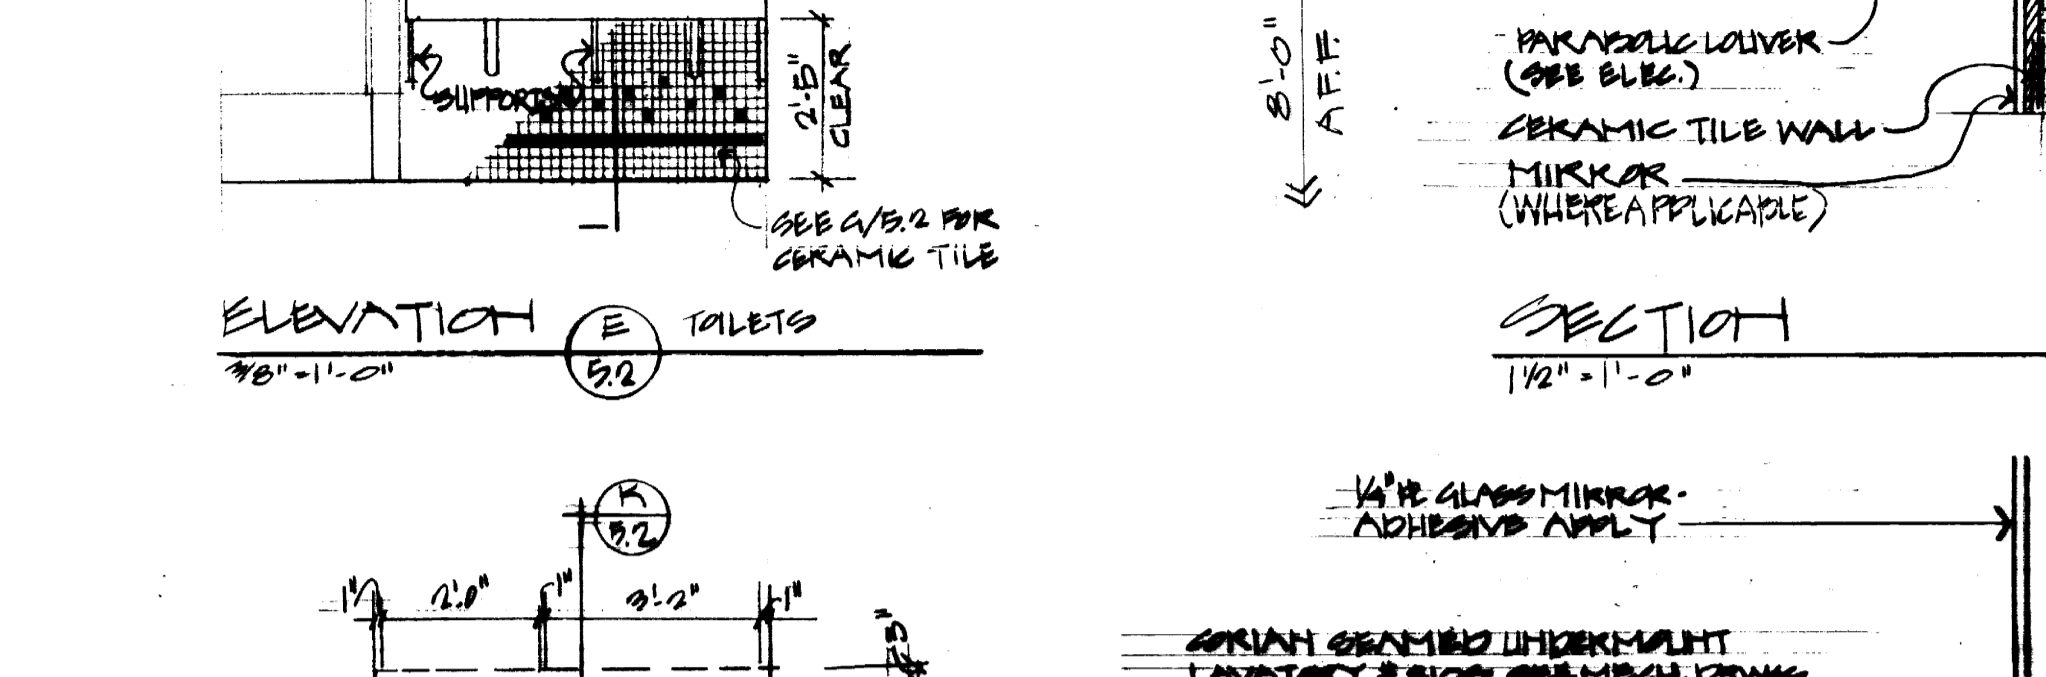 SUPPORTS
2'-5"
CLEAR
SEE G/5.2 FOR
CERAMIC TILE
ELEVATION
E
5.2
TOILETS
3/8"=1'-0"
8'-0"
A.F.F.
PARABOLIC LOUVER
(SEE ELEC.)
CERAMIC TILE WALL
MIRROR
(WHERE APPLICABLE)
SECTION
1 1/2"=1'-0"
K
5.2
1"
2'-0"
1"
3'-2"
1"
1/4" PL GLASS MIRROR-
ADHESIVE APPLY
CORIAN SEAMED UNDERMOUNT